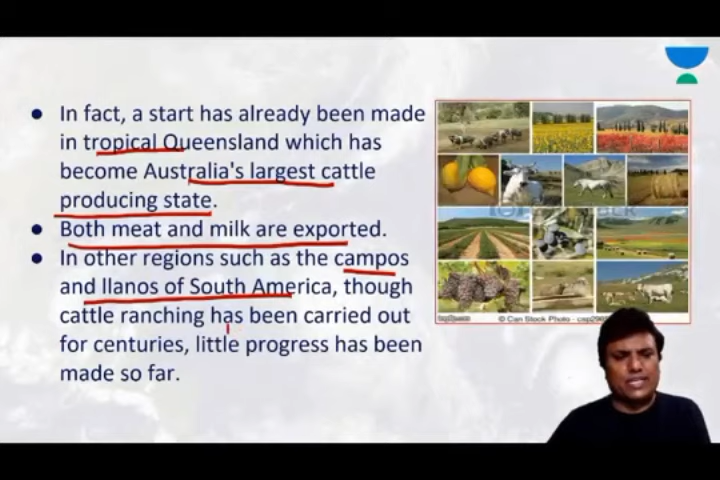 In fact, a start has already been made
in tropical Queensland which has
become Australia's largest cattle
producing state.
Both meat and milk are exported.
In other regions such as the campos
and llanos of South America, though
cattle ranching has been carried out
for centuries, little progress has been
made so far.
© Can Stock Photo